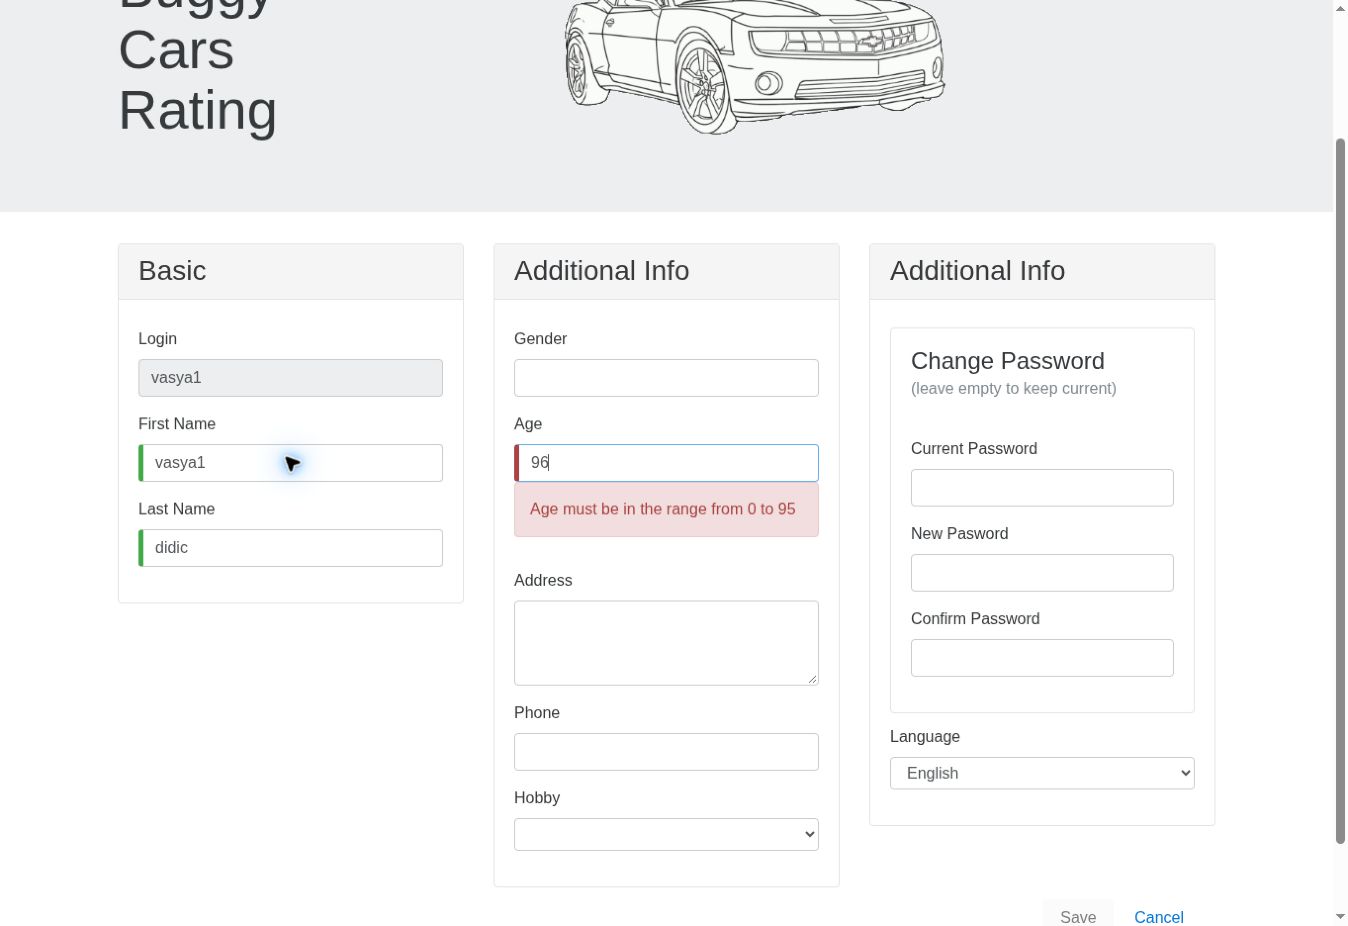 Buggy
Cars
Rating
Basic
Login
vasya1
First Name
vasya1
Last Name
didic
Additional Info
Gender
Age
96
Age must be in the range from 0 to 95
Address
Phone
Hobby
Additional Info
Change Password
(leave empty to keep current)
Current Password
New Pasword
Confirm Password
Language
English
Save
Cancel